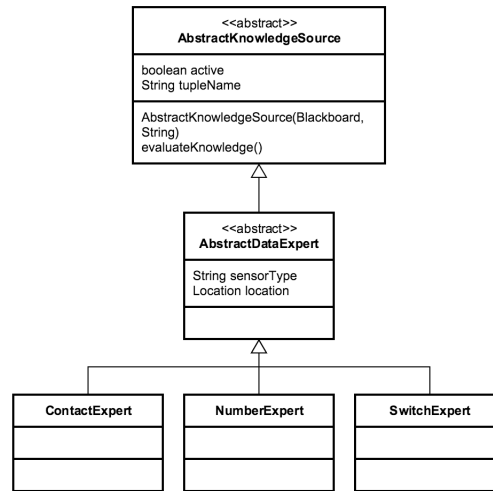 <<abstract>>
AbstractKnowledgeSource
boolean active
String tupleName
AbstractKnowledgeSource(Blackboard,
String)
evaluateKnowledge()
<<abstract>>
AbstractDataExpert
String sensorType
Location location
ContactExpert
NumberExpert
SwitchExpert